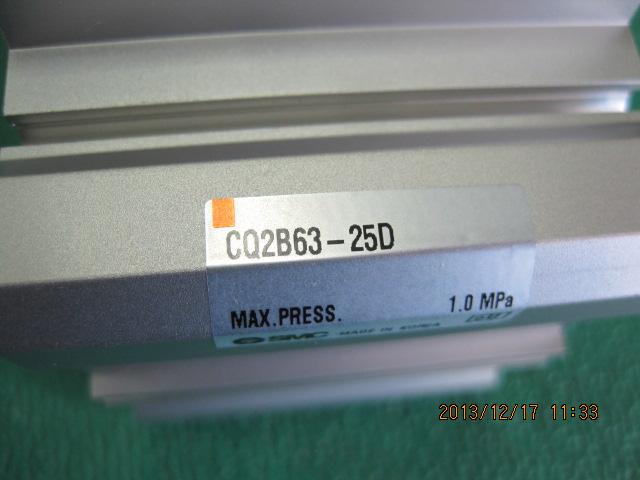 CQ2B63-25D
MAX.PRESS. 1.0 MPa
SMC MADE IN KOREA
2013/12/17 11:33